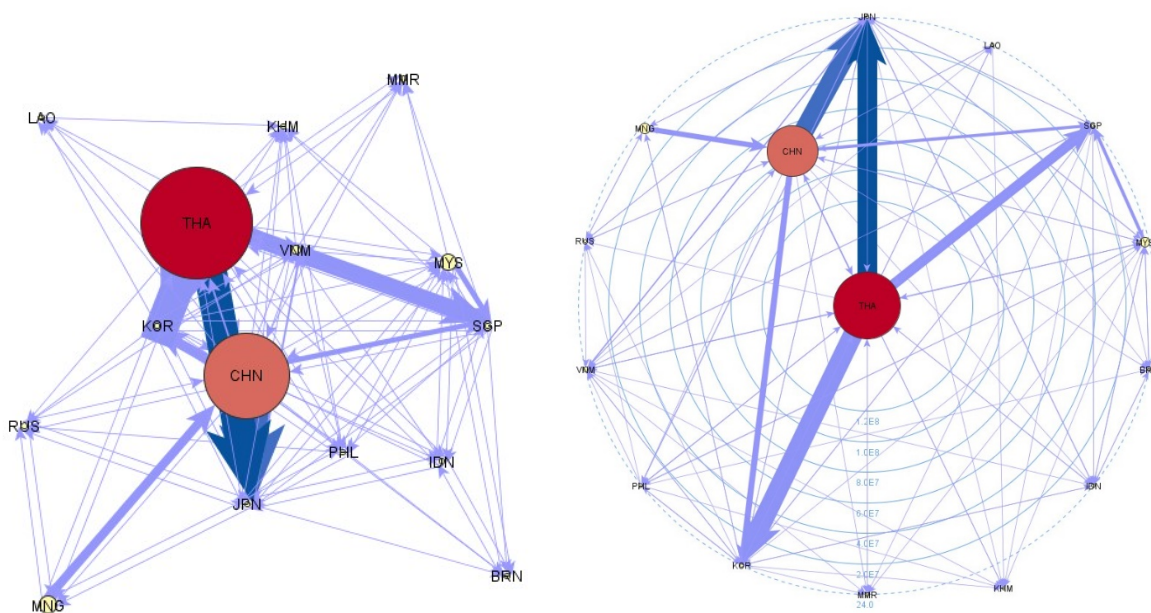 MMR
LAO
KHM
THA
VNM
MYS
KOR
SGP
CHN
RUS
PHL
IDN
JPN
BRN
MNG
JPN
LAO
MNG
SGP
CHN
RUS
MYS
THA
VNM
BRN
1.2E8
1.0E8
8.0E7
PHL
IDN
6.0E7
4.0E7
KOR
2.0E7
KHM
MMR
24.0